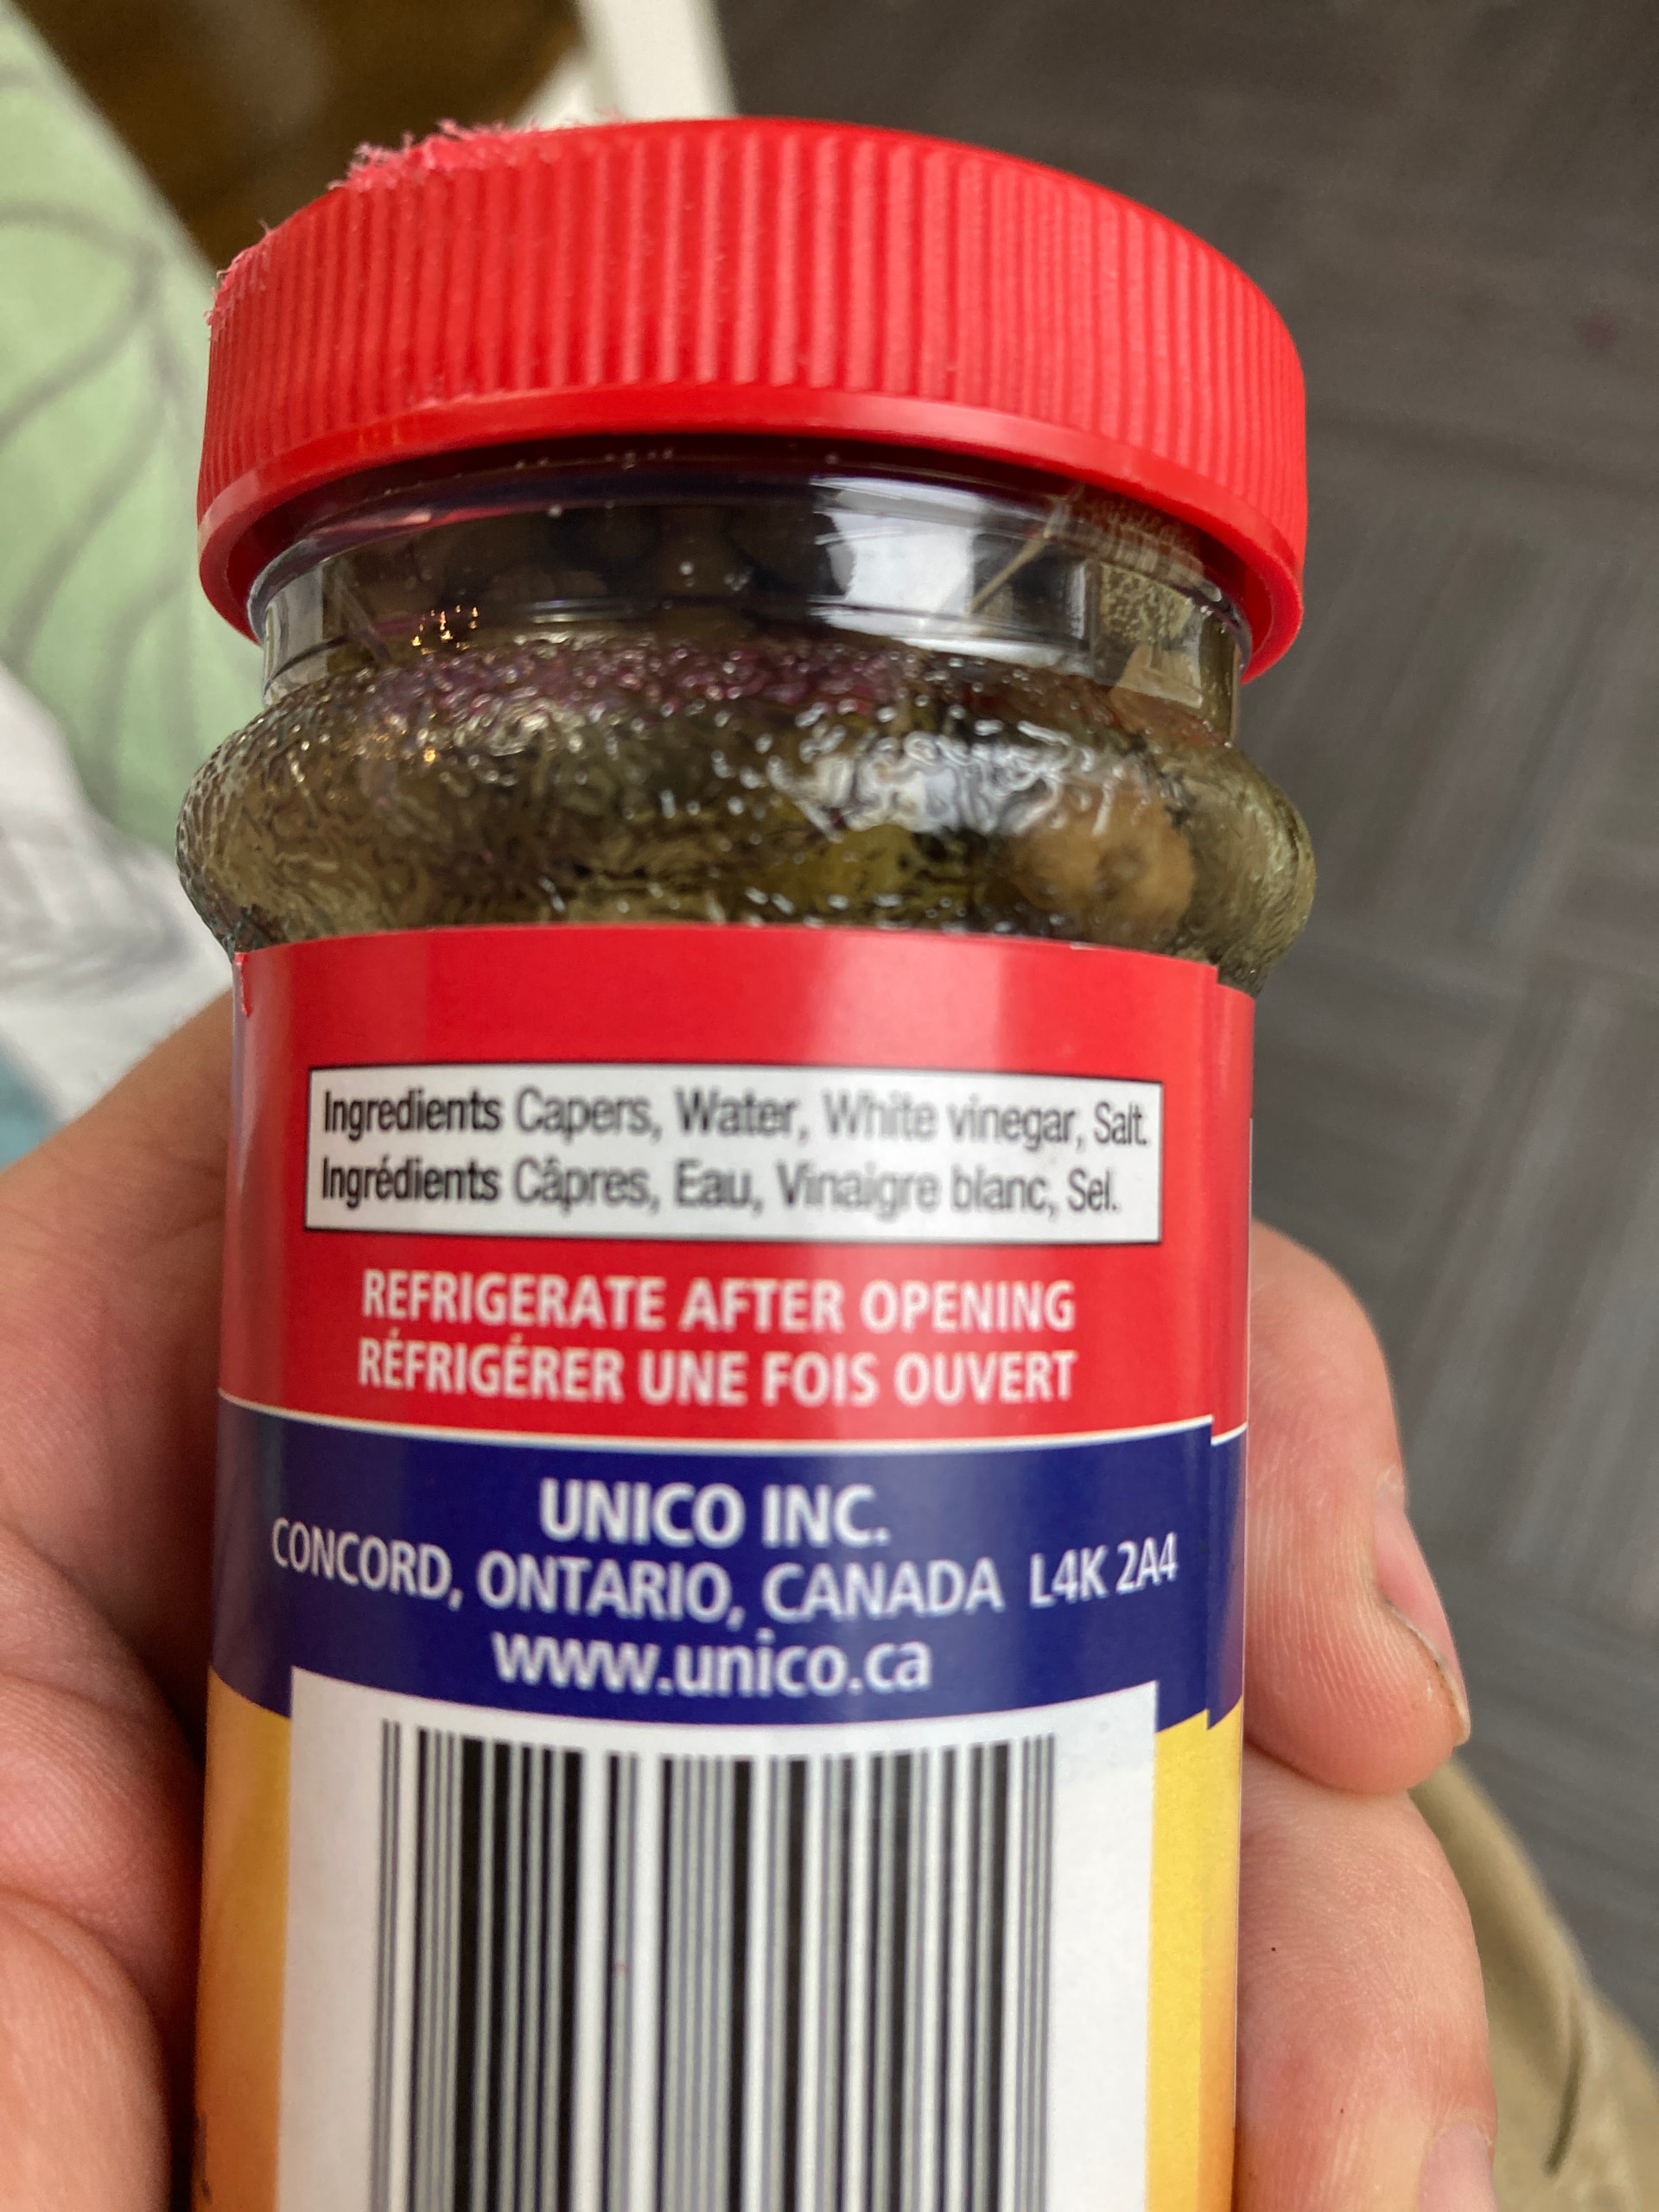 Ingredients Capers, Water, White vinegar, Salt.
Ingrédients Câpres, Eau, Vinaigre blanc, Sel.
REFRIGERATE AFTER OPENING
RÉFRIGÉRER UNE FOIS OUVERT
UNICO INC.
CONCORD, ONTARIO, CANADA L4K 2A4
www.unico.ca